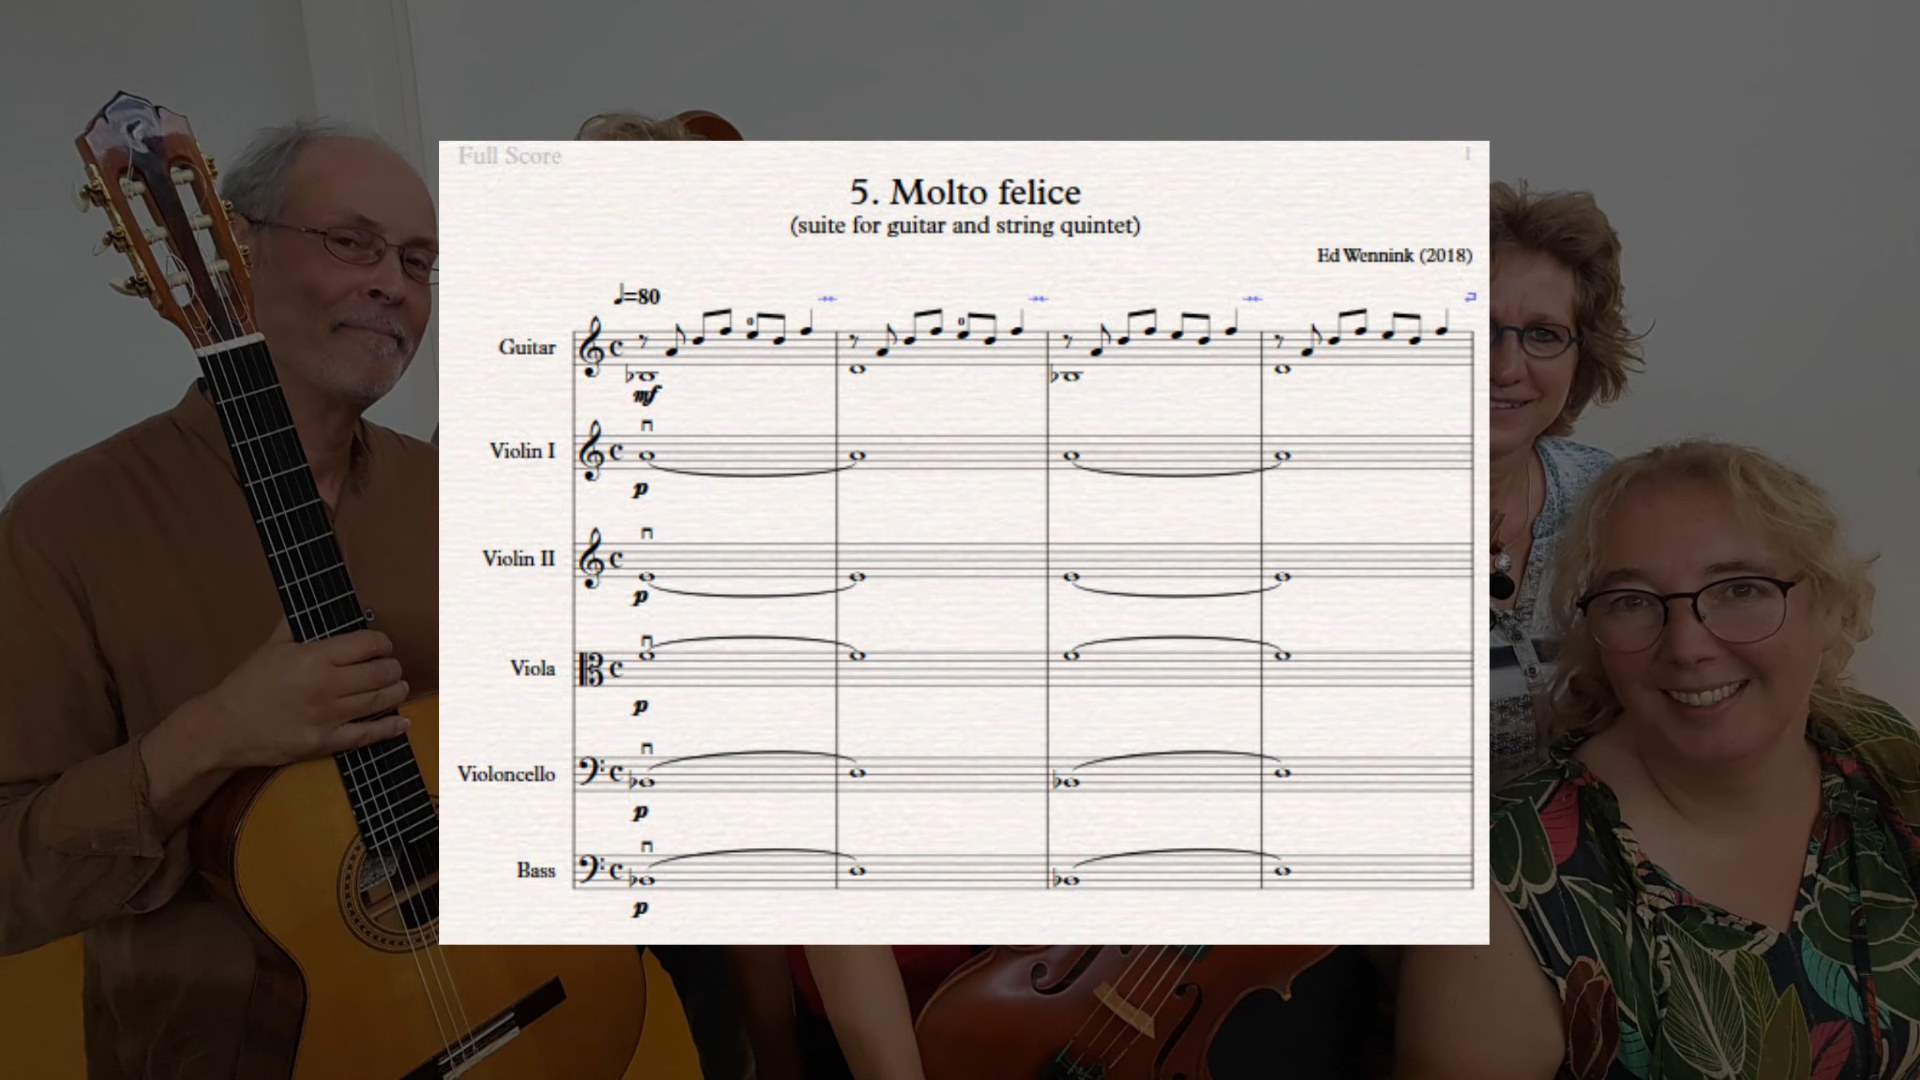 Full Score 1
5. Molto felice
(suite for guitar and string quintet)
Ed Wennink (2018)
♩=80
Guitar
mf
Violin I
p
Violin II
p
Viola
p
Violoncello
p
Bass
p